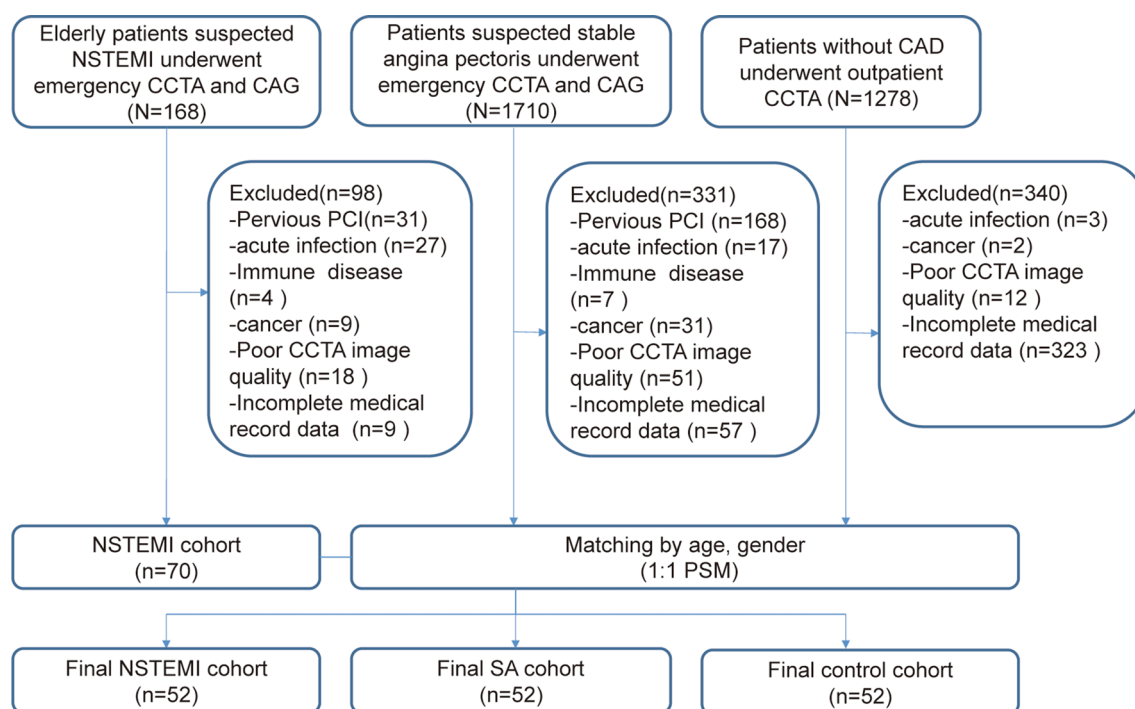 Elderly patients suspected
NSTEMI underwent
emergency CCTA and CAG
(N=168)
Patients suspected stable
angina pectoris underwent
emergency CCTA and CAG
(N=1710)
Patients without CAD
underwent outpatient
CCTA (N=1278)
Excluded(n=98)
-Pervious PCI(n=31)
-acute infection (n=27)
-Immune disease
(n=4 )
-cancer (n=9)
-Poor CCTA image
quality (n=18 )
-Incomplete medical
record data (n=9 )
Excluded(n=331)
-Pervious PCI (n=168)
-acute infection (n=17)
-Immune disease
(n=7 )
-cancer (n=31)
-Poor CCTA image
quality (n=51)
-Incomplete medical
record data (n=57 )
Excluded(n=340)
-acute infection (n=3)
-cancer (n=2)
-Poor CCTA image
quality (n=12 )
-Incomplete medical
record data (n=323 )
NSTEMI cohort
(n=70)
Matching by age, gender
(1:1 PSM)
Final NSTEMI cohort
(n=52)
Final SA cohort
(n=52)
Final control cohort
(n=52)